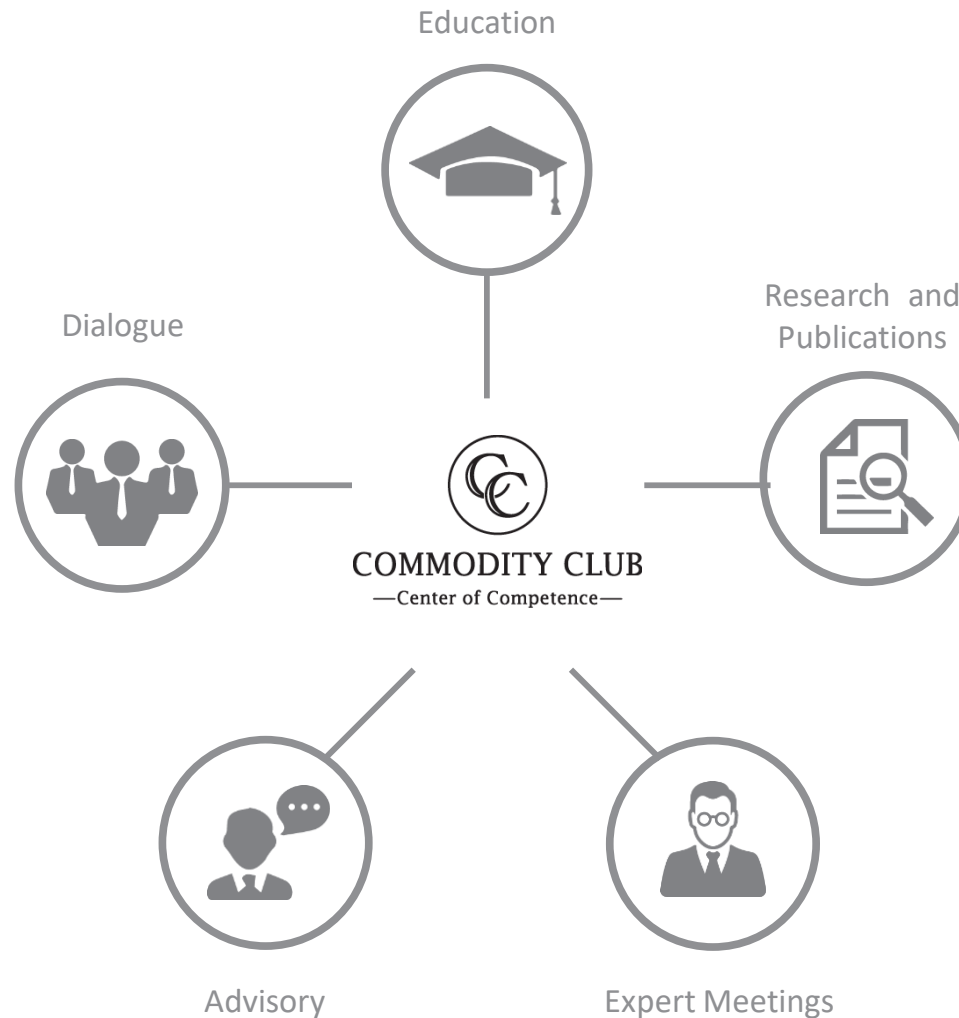 Education
Dialogue
Research and
Publications
CC
COMMODITY CLUB
—Center of Competence—
Advisory
Expert Meetings